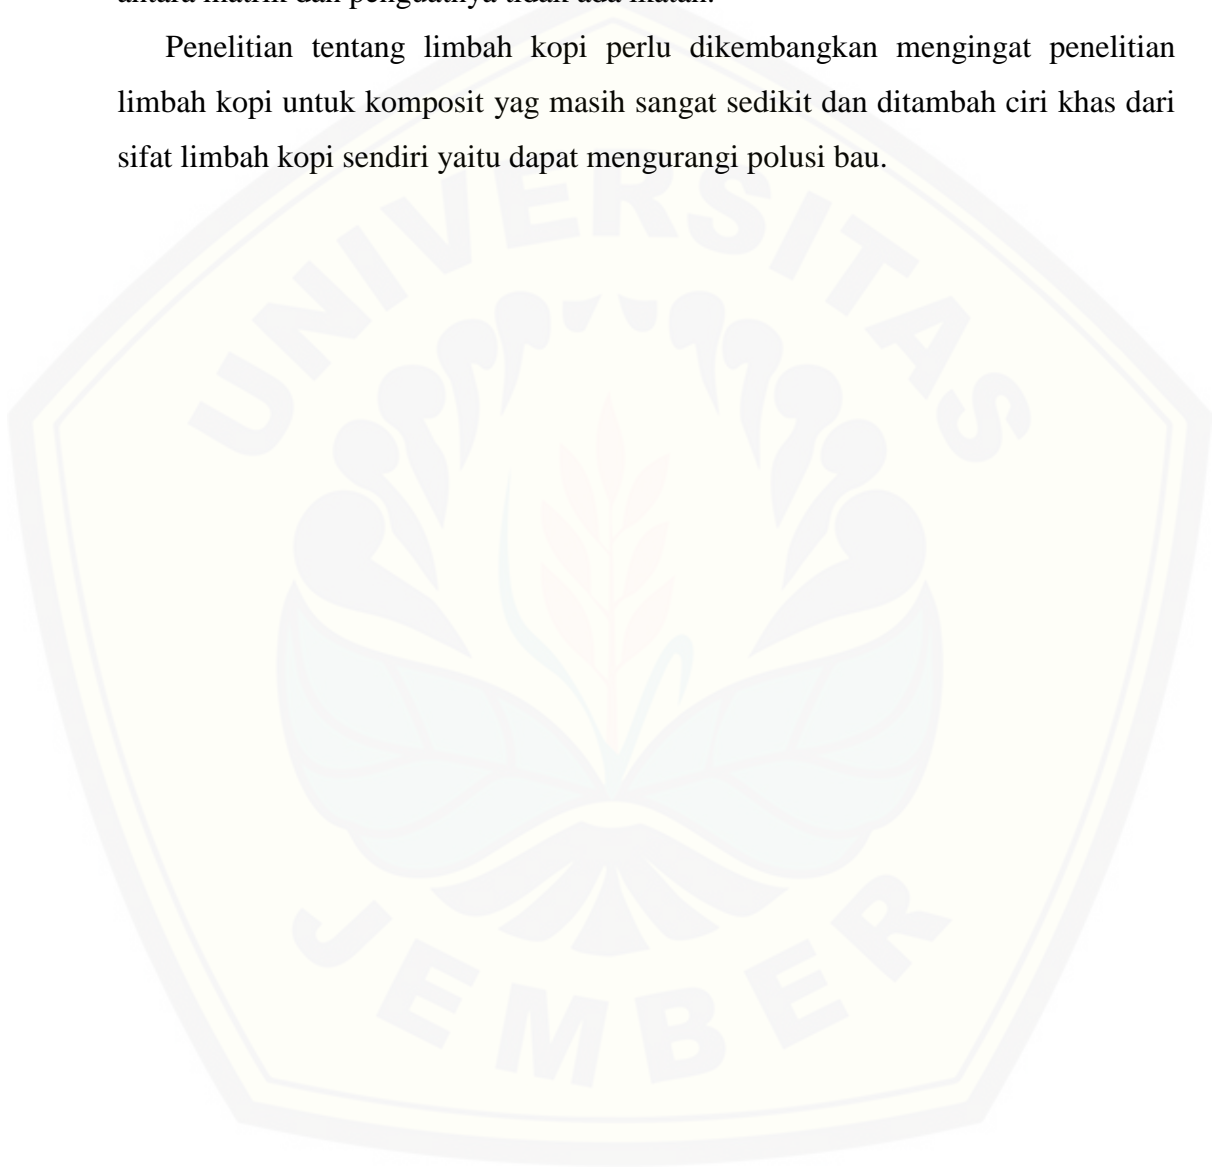 antara matrik dan penguatnya tidak ada ikatan.
Penelitian tentang limbah kopi perlu dikembangkan mengingat penelitian
limbah kopi untuk komposit yag masih sangat sedikit dan ditambah ciri khas dari
sifat limbah kopi sendiri yaitu dapat mengurangi polusi bau.
UNIVERSITAS
JEMBER